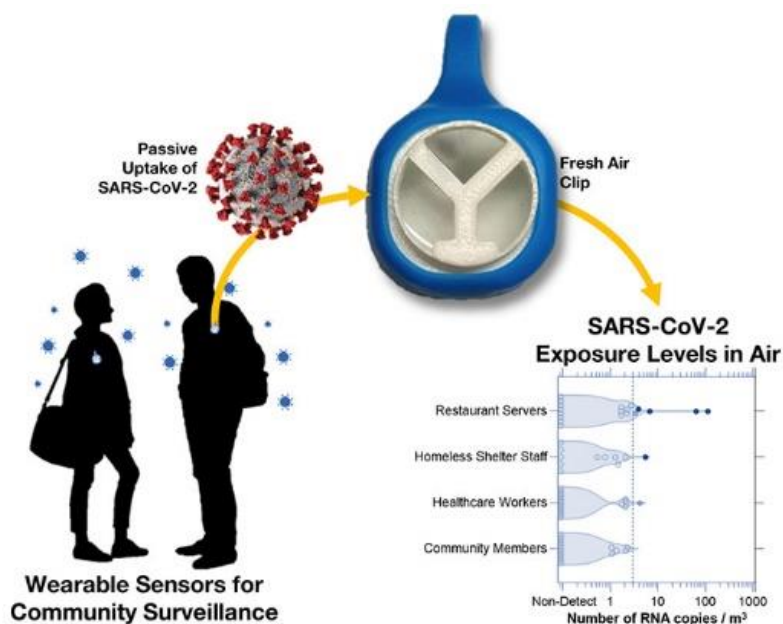 Passive
Uptake of
SARS-CoV-2
Fresh Air
Clip
SARS-CoV-2
Exposure Levels in Air
Restaurant Servers
Homeless Shelter Staff
Healthcare Workers
Community Members
Non-Detect 1 10 100 1000
Number of RNA copies / m³
Wearable Sensors for
Community Surveillance